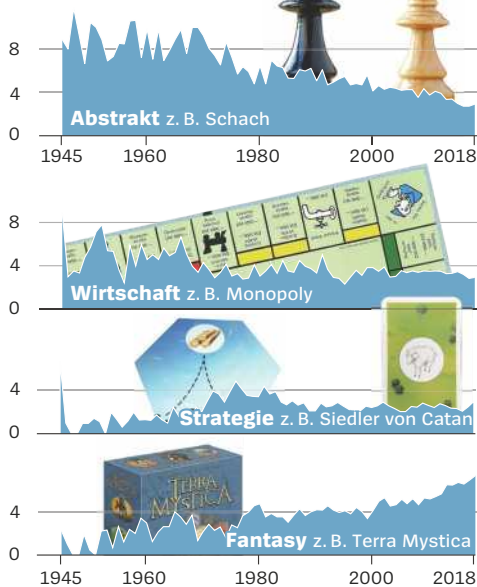 8
4
0
Abstrakt z. B. Schach
1945 1960 1980 2000 2018
8
4
0
Wirtschaft z. B. Monopoly
4
0
Strategie z. B. Siedler von Catan
TERRA
MYSTICA
4
0
Fantasy z. B. Terra Mystica
1945 1960 1980 2000 2018